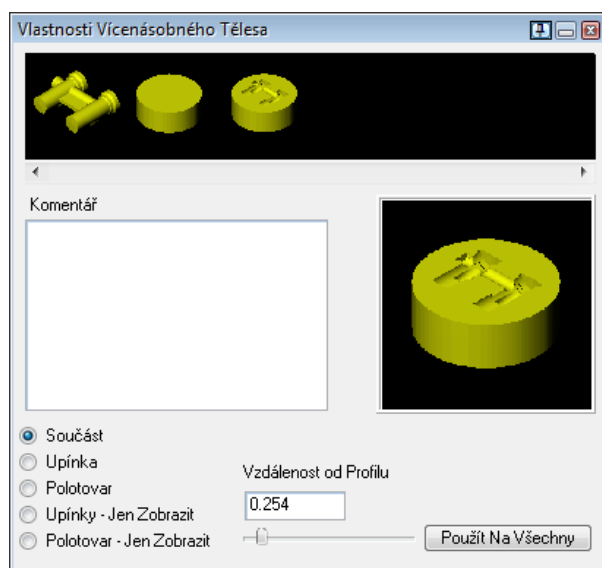 Vlastnosti Vícenásobného Tělesa
Komentář
Součást
Upínka
Polotovar
Upínky - Jen Zobrazit
Polotovar - Jen Zobrazit
Vzdálenost od Profilu
0.254
Použít Na Všechny